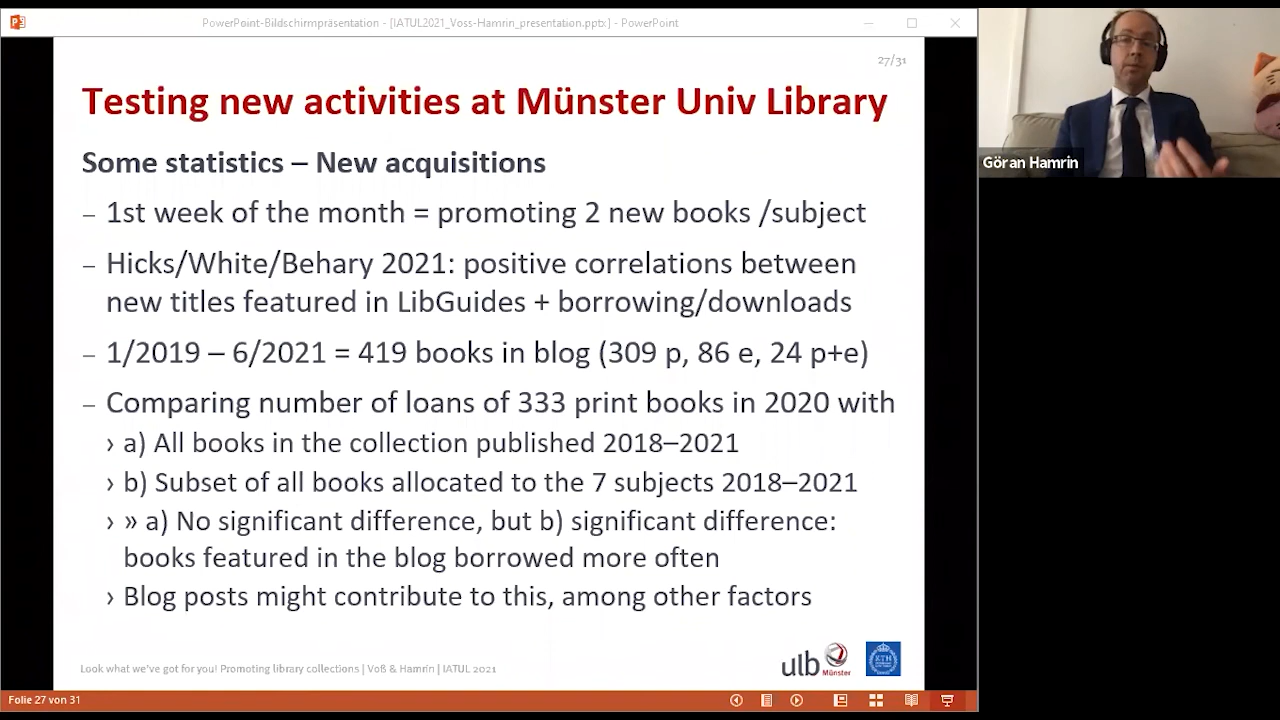 PowerPoint-Bildschirmpräsentation - [IATUL2021_Voss-Hamrin_presentation.pptx] - PowerPoint
27/31
Testing new activities at Münster Univ Library
Some statistics – New acquisitions
– 1st week of the month = promoting 2 new books /subject
– Hicks/White/Behary 2021: positive correlations between
new titles featured in LibGuides + borrowing/downloads
– 1/2019 – 6/2021 = 419 books in blog (309 p, 86 e, 24 p+e)
– Comparing number of loans of 333 print books in 2020 with
› a) All books in the collection published 2018–2021
› b) Subset of all books allocated to the 7 subjects 2018–2021
› » a) No significant difference, but b) significant difference:
books featured in the blog borrowed more often
› Blog posts might contribute to this, among other factors
Look what we've got for you! Promoting library collections | Voß & Hamrin | IATUL 2021
ulb Münster
KTH
Folie 27 von 31
Göran Hamrin